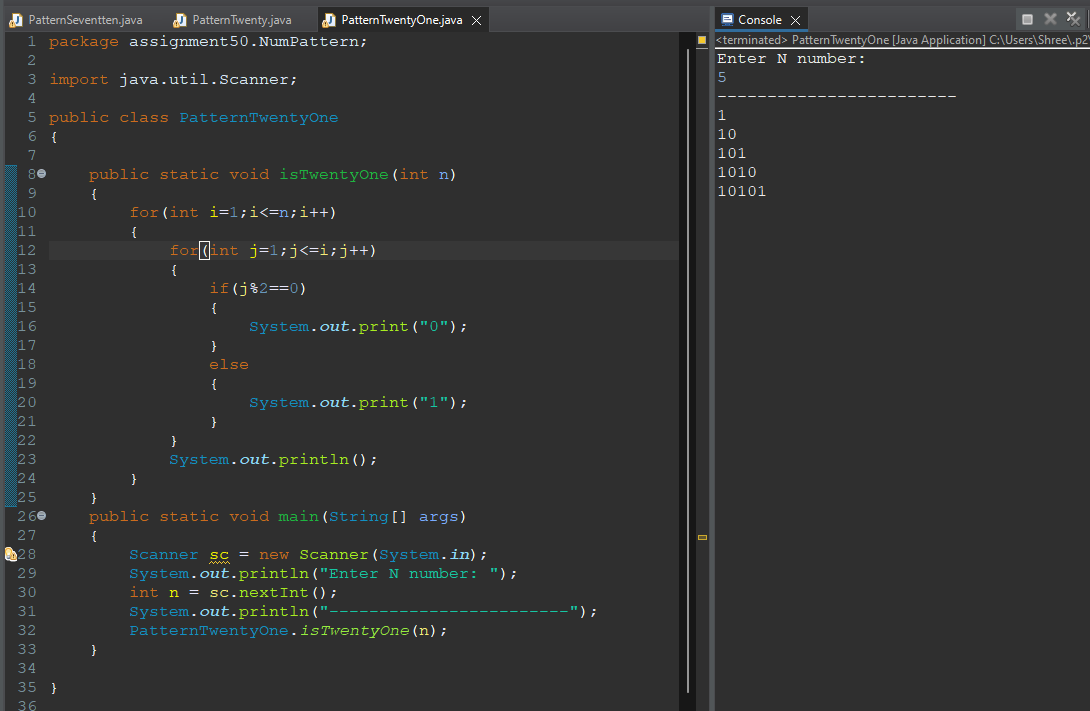 PatternSeventten.java PatternTwenty.java PatternTwentyOne.java
1 package assignment50.NumPattern;
2
3 import java.util.Scanner;
4
5 public class PatternTwentyOne
6 {
7
8 public static void isTwentyOne(int n)
9 {
10 for(int i=1;i<=n;i++)
11 {
12 for(int j=1;j<=i;j++)
13 {
14 if(j%2==0)
15 {
16 System.out.print("0");
17 }
18 else
19 {
20 System.out.print("1");
21 }
22 }
23 System.out.println();
24 }
25 }
26 public static void main(String[] args)
27 {
28 Scanner sc = new Scanner(System.in);
29 System.out.println("Enter N number: ");
30 int n = sc.nextInt();
31 System.out.println("------------------------");
32 PatternTwentyOne.isTwentyOne(n);
33 }
34
35 }
36
Console
<terminated> PatternTwentyOne [Java Application] C:\Users\Shree\.p2\
Enter N number:
5
------------------------
1
10
101
1010
10101